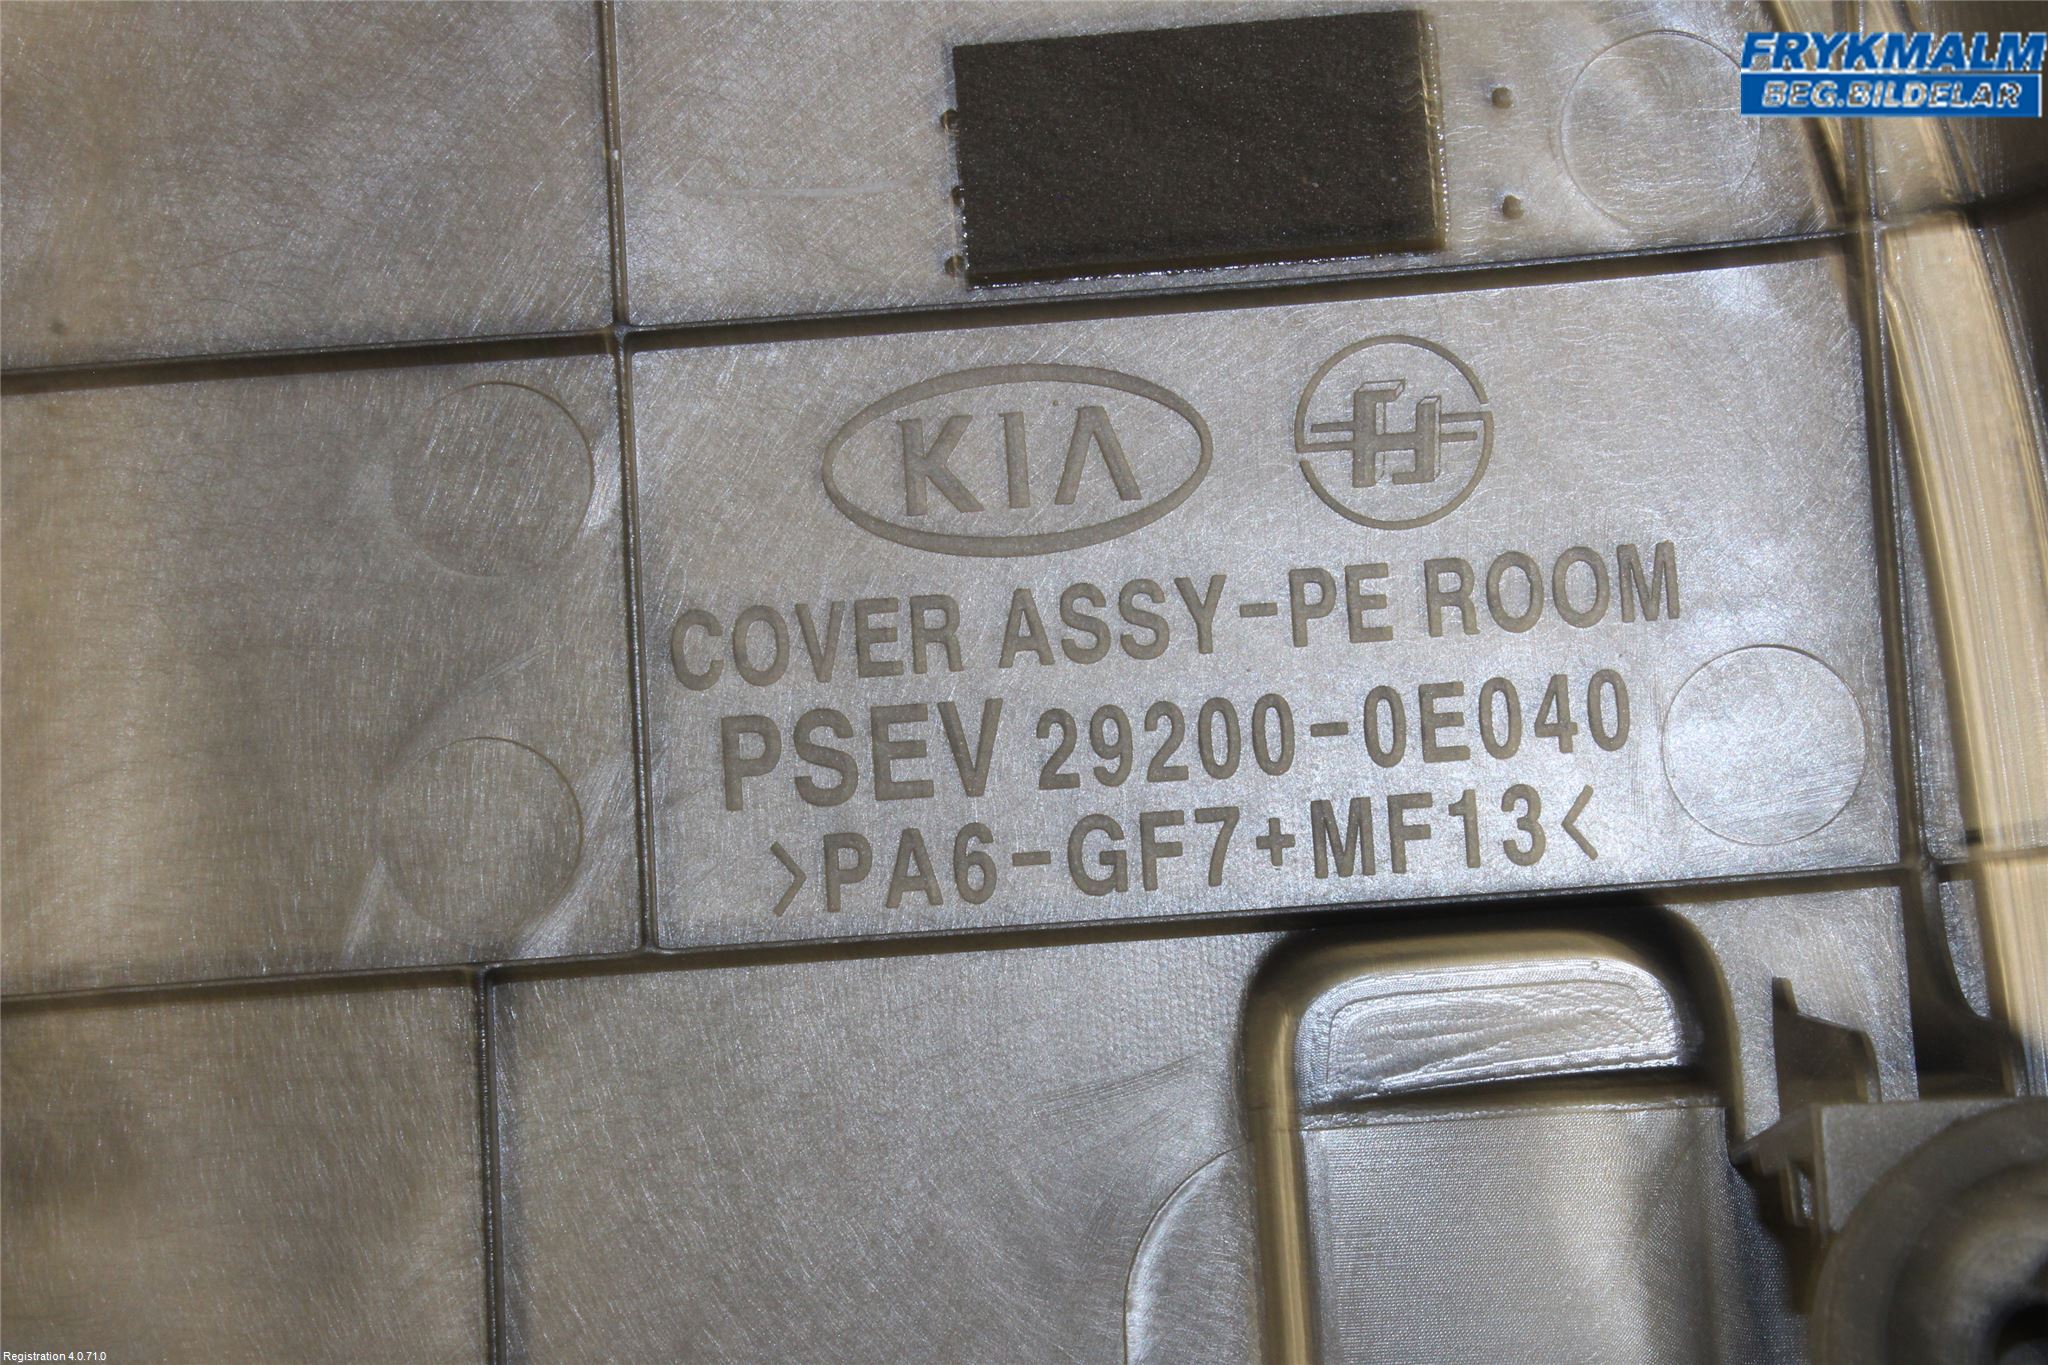 FRYKMALM
BEG.BILDELAR
KIA
COVER ASSY-PE ROOM
PSEV 29200-0E040
>PA6-GF7+MF13<
Registration 4.0.71.0